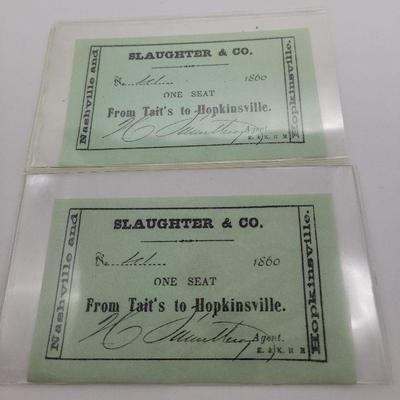 Nashville and
SLAUGHTER & CO.
1860
ONE SEAT
From Tait's to Hopkinsville.
Agent.
E. & K. R R
Hopkinsville.
Nashville and
SLAUGHTER & CO.
1860
ONE SEAT
From Tait's to Hopkinsville.
Agent.
E. & K. R R
Hopkinsville.